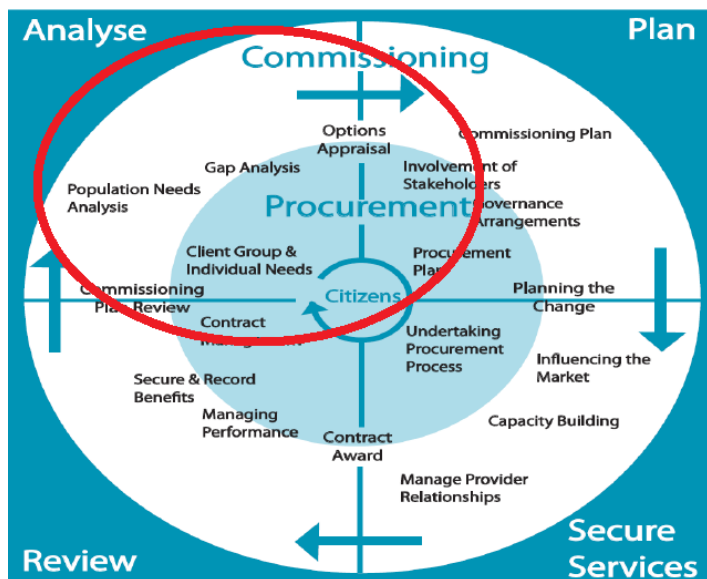 Analyse
Plan
Commissioning
Options
Appraisal
Commissioning Plan
Gap Analysis
Involvement of
Stakeholders
Population Needs
Analysis
Procurement
Governance
Arrangements
Client Group &
Individual Needs
Procurement
Plan
Citizens
Commissioning
Plan Review
Planning the
Change
Contract
Management
Undertaking
Procurement
Process
Influencing the
Market
Secure & Record
Benefits
Managing
Performance
Capacity Building
Contract
Award
Manage Provider
Relationships
Review
Secure
Services